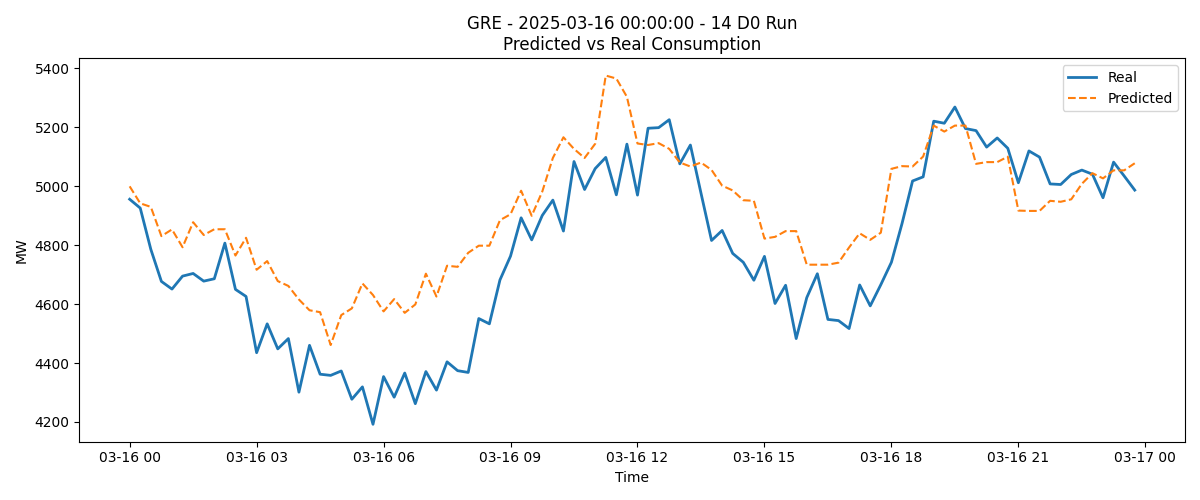 GRE - 2025-03-16 00:00:00 - 14 D0 Run
Predicted vs Real Consumption
5400
5200
5000
4800
4600
4400
4200
MW
Real
Predicted
03-16 00
03-16 03
03-16 06
03-16 09
03-16 12
03-16 15
03-16 18
03-16 21
03-17 00
Time